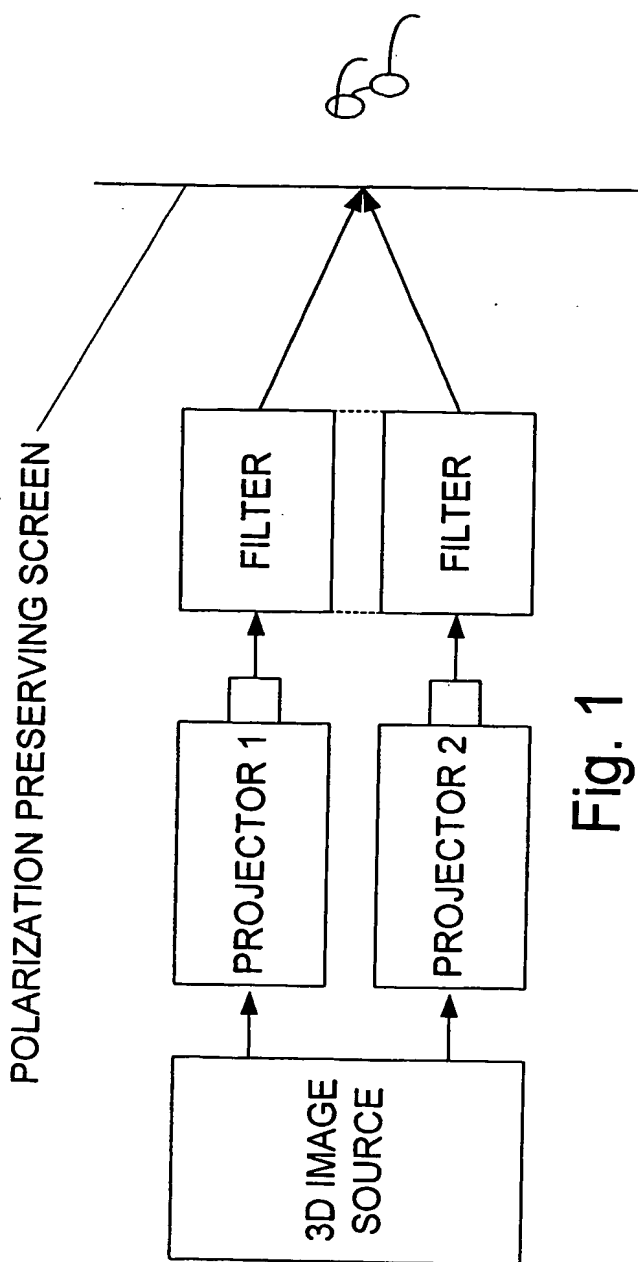 POLARIZATION PRESERVING SCREEN
3D IMAGE
SOURCE
PROJECTOR 1
FILTER
PROJECTOR 2
FILTER
Fig. 1